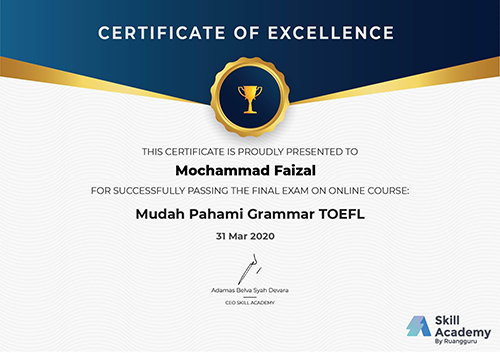 CERTIFICATE OF EXCELLENCE
THIS CERTIFICATE IS PROUDLY PRESENTED TO
Mochammad Faizal
FOR SUCCESSFULLY PASSING THE FINAL EXAM ON ONLINE COURSE:
Mudah Pahami Grammar TOEFL
31 Mar 2020
Adamas Belva Syah Devara
CEO SKILL ACADEMY
Skill
Academy
By Ruangguru